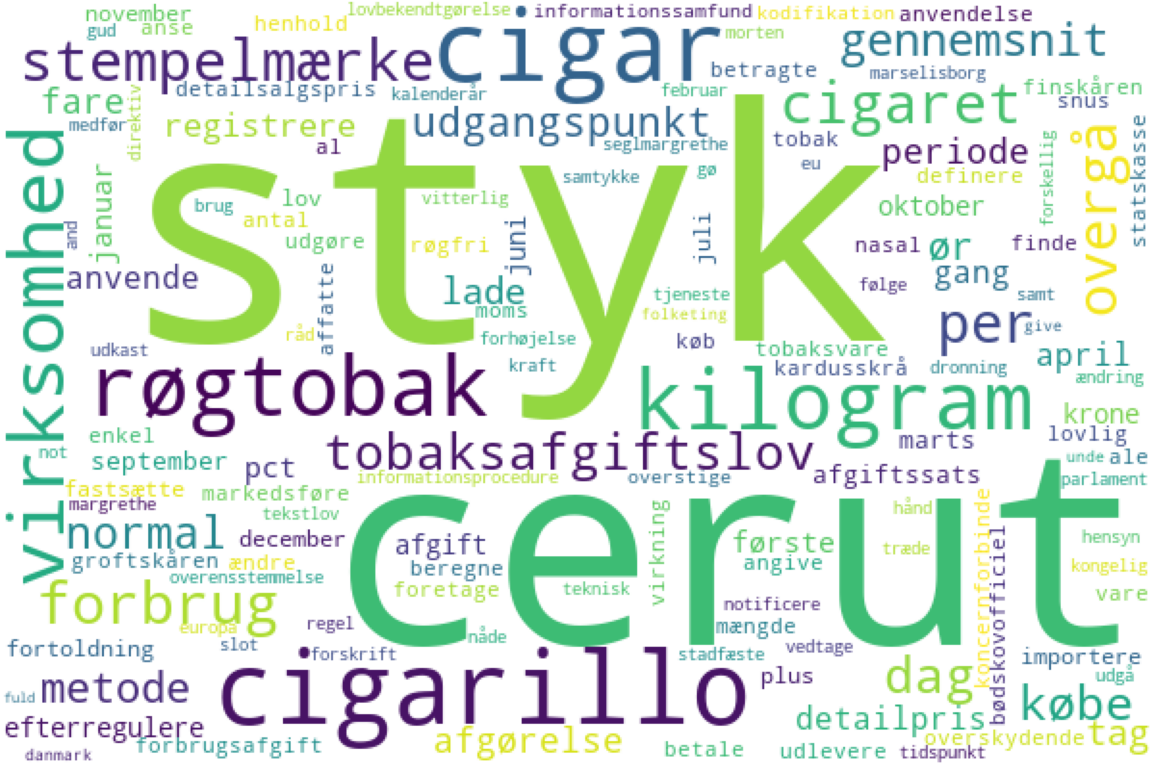 november
gud
anse
lovbekendtgørelse
henhold
informationssamfund
kodifikation
anvendelse
morten
stempelmærke
cigar
gennemsnit
betragte
marselisborg
fare
detailsalgspris
kalenderår
februar
cigaret
finskåren
snus
medfør
direktiv
registrere
udgangspunkt
al
seglmargrethe
tobak
eu
periode
overgå
statskasse
virksomhed
styk
samtykke
gø
definere
forskellig
januar
brug
lov
vitterlig
antal
oktober
and
udgøre
røgfri
juni
juli
nasal
ør
finde
anvende
affatte
lade
gang
følge
samt
tjeneste
moms
folketing
per
give
råd
forhøjelse
køb
udkast
tobaksvare
april
kraft
kardusskrå
dronning
ændring
røgtobak
kilogram
krone
enkel
not
september
pct
tobaksafgiftslov
marts
lovlig
unde
ale
fastsætte
markedsføre
informationsprocedure
overstige
afgiftssats
parlament
margrethe
tekstlov
cerut
hånd
normal
december
afgift
virkning
første
træde
koncernforbinde
bødskovofficiel
hensyn
groftskåren
ændre
beregne
angive
kongelig
overensstemmelse
foretage
teknisk
vare
forbrug
notificere
europa
regel
nåde
mængde
fortoldning
slot
forskrift
stadfæste
vedtage
importere
fuld
metode
cigarillo
plus
dag
udgå
købe
efterregulere
detailpris
danmark
forbrugsafgift
afgørelse
betale
udlevere
overskydende
tag
tidspunkt